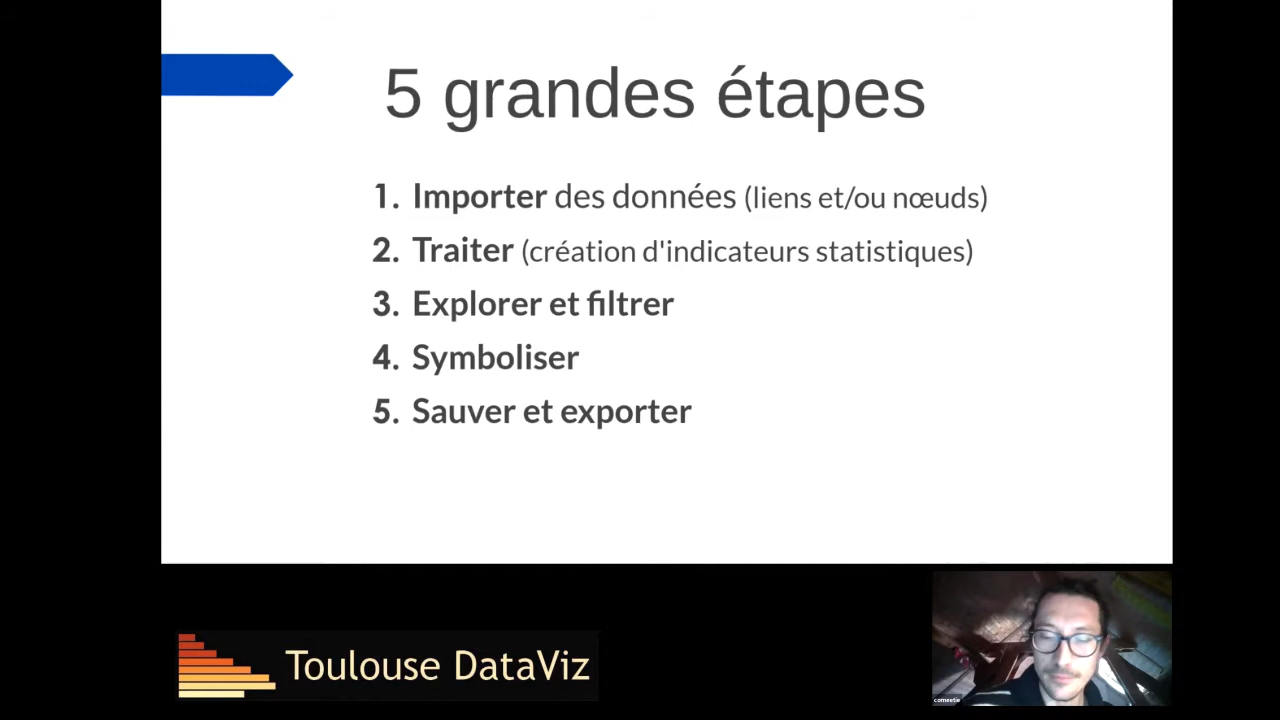 5 grandes étapes
1. Importer des données (liens et/ou nœuds)
2. Traiter (création d'indicateurs statistiques)
3. Explorer et filtrer
4. Symboliser
5. Sauver et exporter
Toulouse DataViz
comeetie